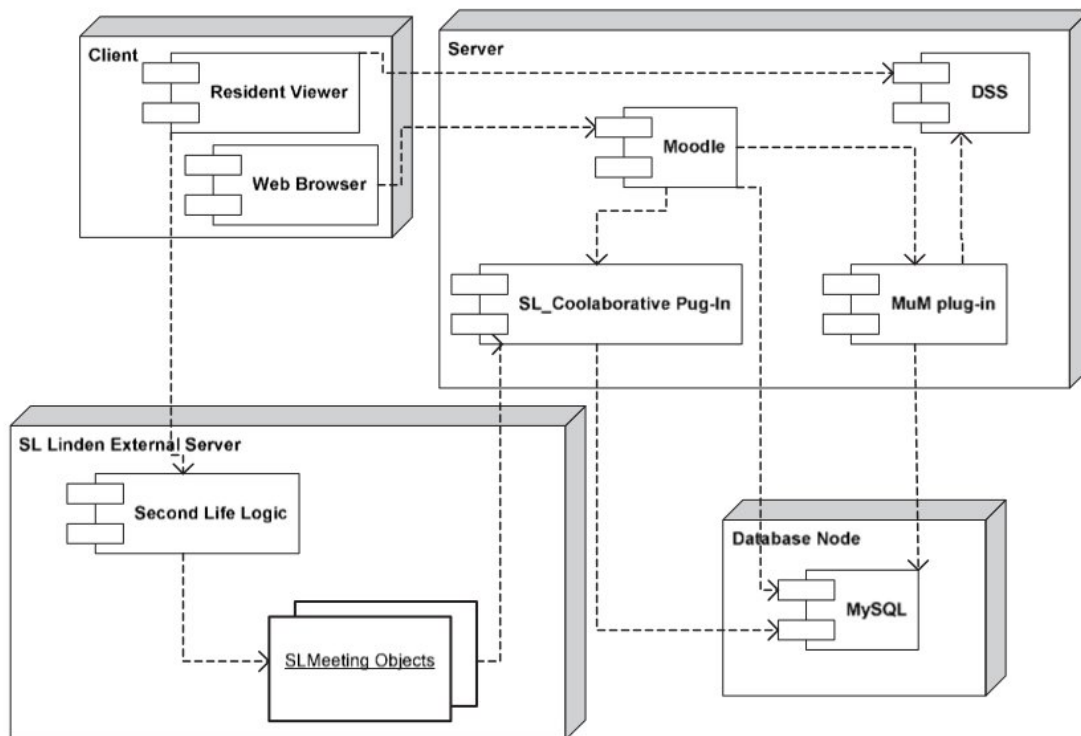 Client
Resident Viewer
Web Browser
Server
DSS
Moodle
SL_Coolaborative Pug-In
MuM plug-in
SL Linden External Server
Second Life Logic
SLMeeting Objects
Database Node
MySQL